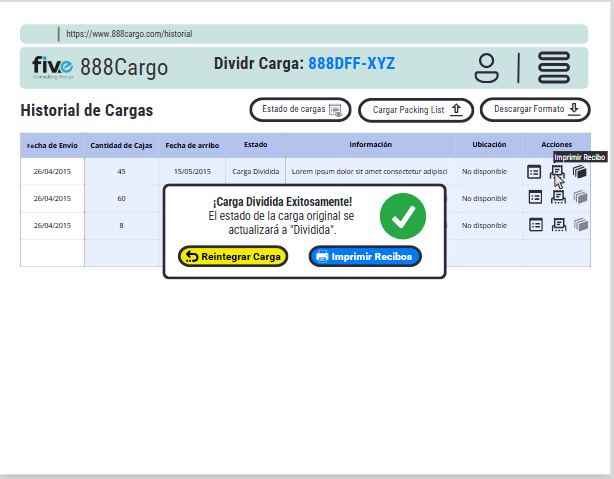 https://www.888cargo.com/historial
five
Consulting Group
888Cargo
Dividr Carga: 888DFF-XYZ
Historial de Cargas
Estado de cargas
Cargar Packing List
Descargar Formato
Fecha de Envío Cantidad de Cajas Fecha de arribo Estado Información Ubicación Acciones
Imprimir Recibo
26/04/2015 45 15/05/2015 Carga Dividida Lorem ipsum dolor sit amet consectetur adipisci No disponible
26/04/2015 60 No disponible
26/04/2015 8 No disponible
¡Carga Dividida Exitosamente!
El estado de la carga original se
actualizará a "Dividida".
Reintegrar Carga
Imprimir Recibos